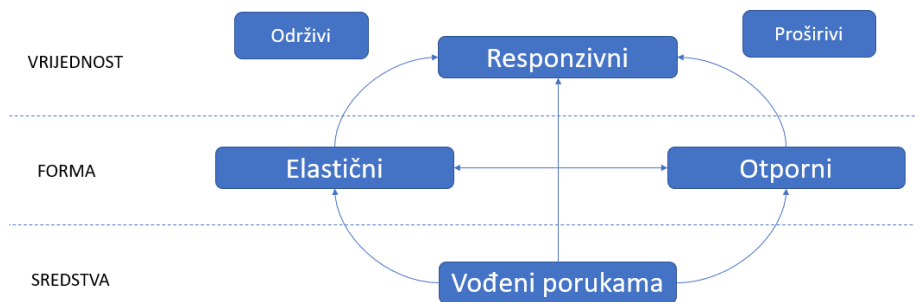 Održivi
Proširivi
VRIJEDNOST
Responzivni
FORMA
Elastični
Otporni
SREDSTVA
Vođeni porukama